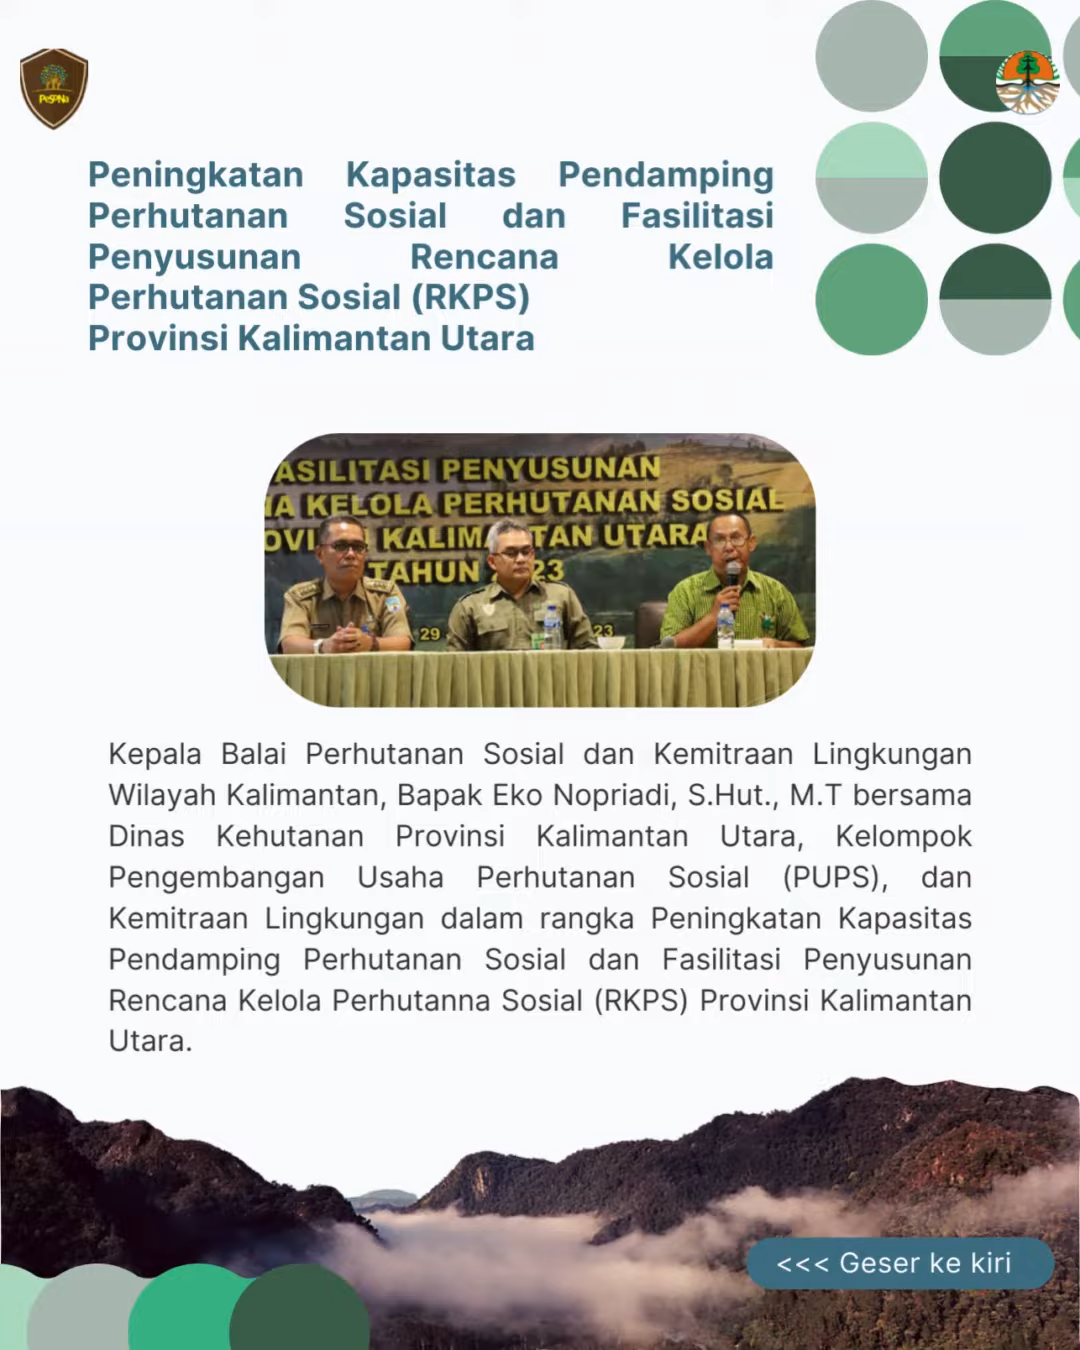 PeSONa
Peningkatan Kapasitas Pendamping
Perhutanan Sosial dan Fasilitasi
Penyusunan Rencana Kelola
Perhutanan Sosial (RKPS)
Provinsi Kalimantan Utara
ASILITASI PENYUSUNAN
A KELOLA PERHUTANAN SOSIAL
OVI I KALIMANTAN UTARA
TAHUN 23
29 23
Kepala Balai Perhutanan Sosial dan Kemitraan Lingkungan
Wilayah Kalimantan, Bapak Eko Nopriadi, S.Hut., M.T bersama
Dinas Kehutanan Provinsi Kalimantan Utara, Kelompok
Pengembangan Usaha Perhutanan Sosial (PUPS), dan
Kemitraan Lingkungan dalam rangka Peningkatan Kapasitas
Pendamping Perhutanan Sosial dan Fasilitasi Penyusunan
Rencana Kelola Perhutanna Sosial (RKPS) Provinsi Kalimantan
Utara.
<<< Geser ke kiri